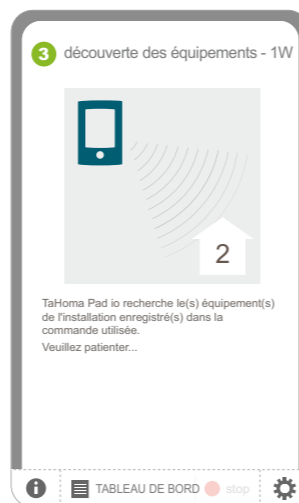 3 découverte des équipements - 1W
2
TaHoma Pad io recherche le(s) équipement(s)
de l'installation enregistré(s) dans la
commande utilisée.
Veuillez patienter...
i TABLEAU DE BORD stop